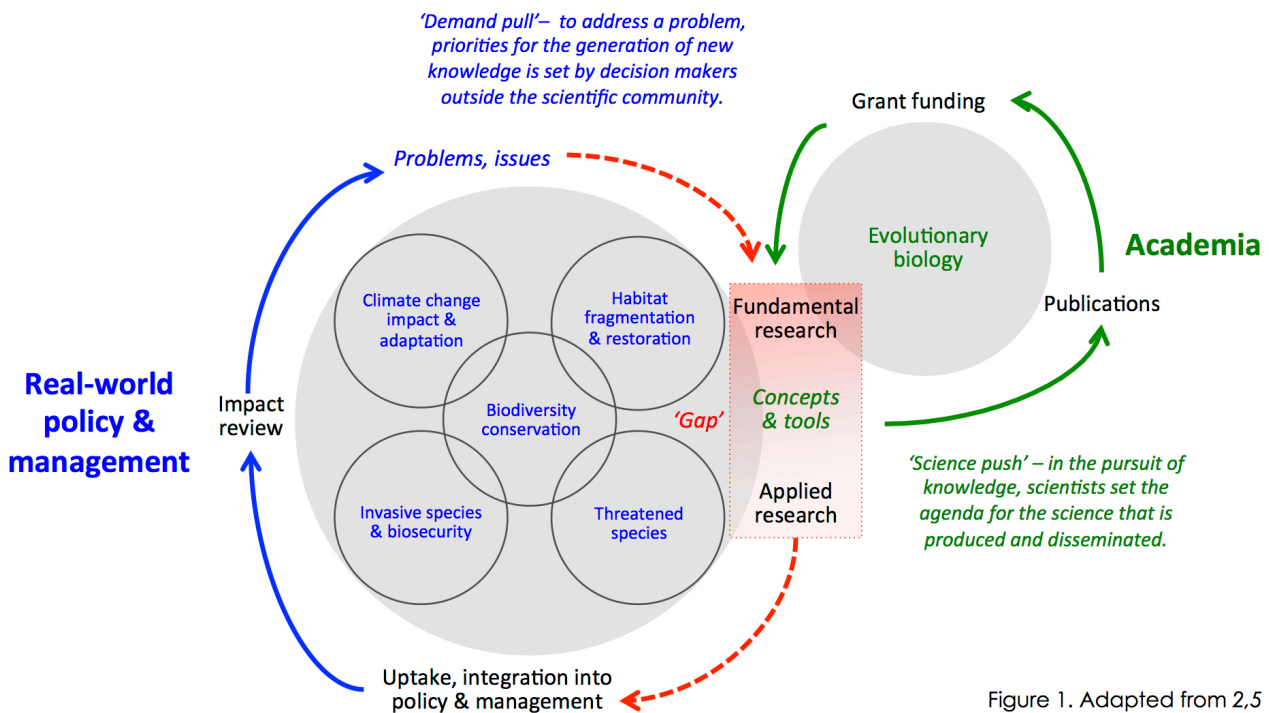 ‘Demand pull’– to address a problem,
priorities for the generation of new
knowledge is set by decision makers
outside the scientific community.
Grant funding
Problems, issues
Evolutionary
biology
Academia
Climate change
impact &
adaptation
Habitat
fragmentation
& restoration
Fundamental
research
Publications
Real-world
policy &
management
Impact
review
Biodiversity
conservation
‘Gap’
Concepts
& tools
‘Science push’ – in the pursuit of
knowledge, scientists set the
agenda for the science that is
produced and disseminated.
Invasive species
& biosecurity
Threatened
species
Applied
research
Uptake, integration into
policy & management
Figure 1. Adapted from 2,5